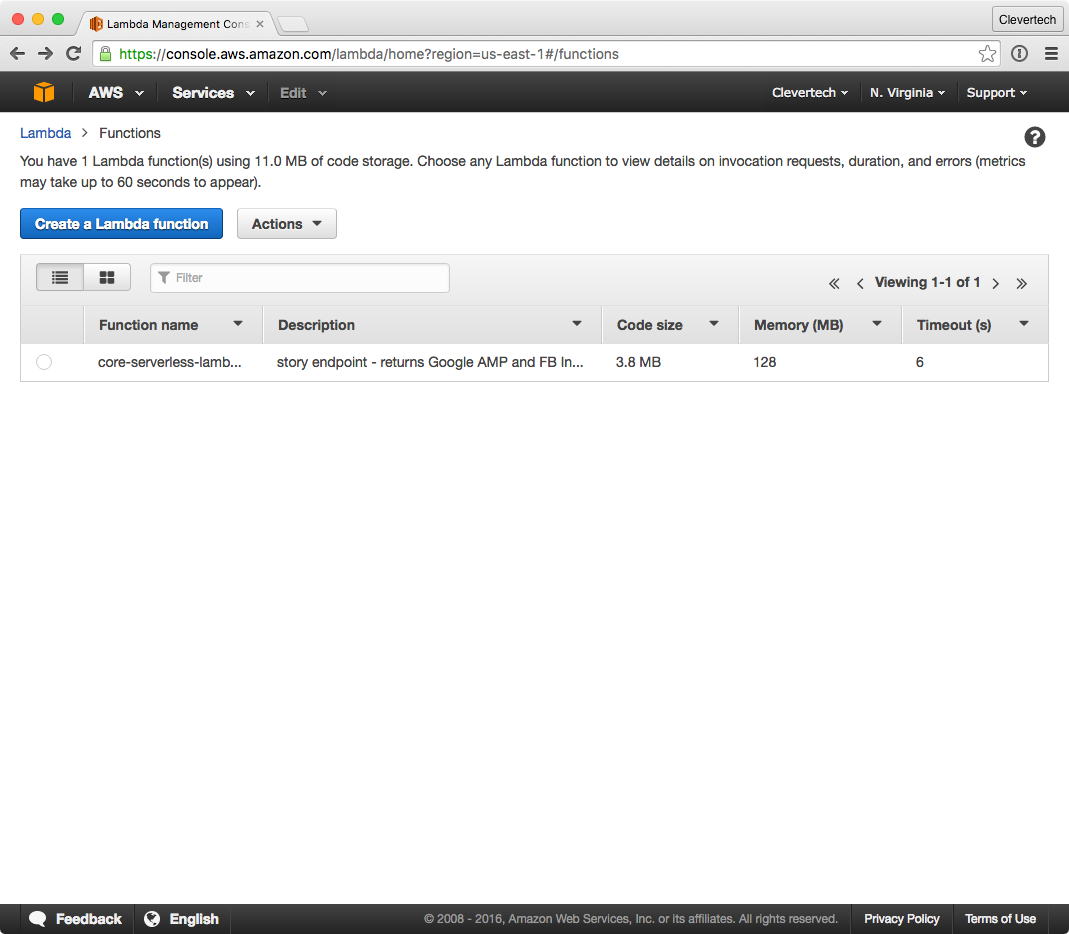 Lambda Management Cons
Clevertech
https://console.aws.amazon.com/lambda/home?region=us-east-1#/functions
AWS Services Edit Clevertech N. Virginia Support
Lambda > Functions
You have 1 Lambda function(s) using 11.0 MB of code storage. Choose any Lambda function to view details on invocation requests, duration, and errors (metrics
may take up to 60 seconds to appear).
Create a Lambda function Actions
Filter « < Viewing 1-1 of 1 > »
Function name Description Code size Memory (MB) Timeout (s)
core-serverless-lamb... story endpoint - returns Google AMP and FB In... 3.8 MB 128 6
Feedback English © 2008 - 2016, Amazon Web Services, Inc. or its affiliates. All rights reserved. Privacy Policy Terms of Use